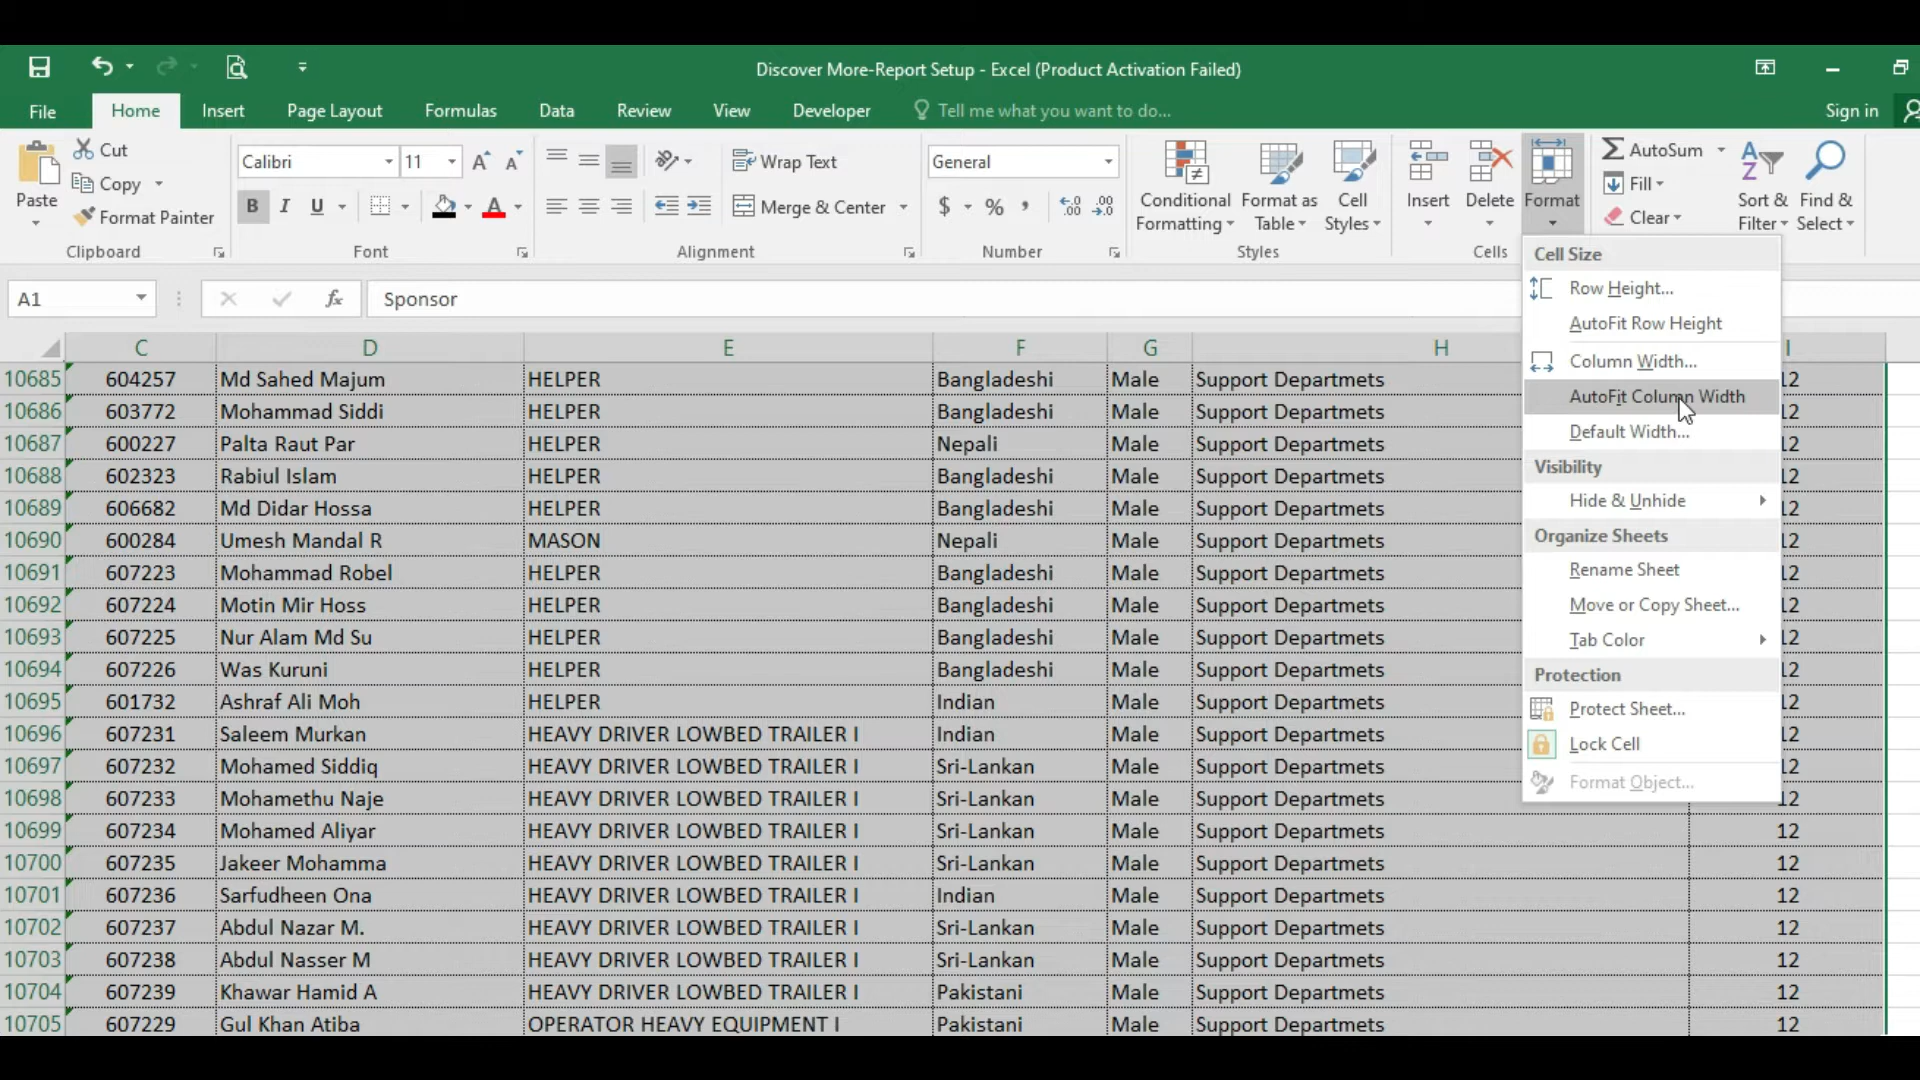 Discover More-Report Setup - Excel (Product Activation Failed)
File Home Insert Page Layout Formulas Data Review View Developer Tell me what you want to do... Sign in
Paste Cut Copy Format Painter Clipboard
Calibri 11 B I U A A A Font
Wrap Text Merge & Center Alignment
General $ % , .00 Number
Conditional Formatting Format as Table Cell Styles Styles
Insert Delete Format Cells
AutoSum Fill Clear Sort & Filter Find & Select
A1 fx Sponsor
C D E F G H I
10685 604257 Md Sahed Majum HELPER Bangladeshi Male Support Departmets 12
10686 603772 Mohammad Siddi HELPER Bangladeshi Male Support Departmets 12
10687 600227 Palta Raut Par HELPER Nepali Male Support Departmets 12
10688 602323 Rabiul Islam HELPER Bangladeshi Male Support Departmets 12
10689 606682 Md Didar Hossa HELPER Bangladeshi Male Support Departmets 12
10690 600284 Umesh Mandal R MASON Nepali Male Support Departmets 12
10691 607223 Mohammad Robel HELPER Bangladeshi Male Support Departmets 12
10692 607224 Motin Mir Hoss HELPER Bangladeshi Male Support Departmets 12
10693 607225 Nur Alam Md Su HELPER Bangladeshi Male Support Departmets 12
10694 607226 Was Kuruni HELPER Bangladeshi Male Support Departmets 12
10695 601732 Ashraf Ali Moh HELPER Indian Male Support Departmets 12
10696 607231 Saleem Murkan HEAVY DRIVER LOWBED TRAILER I Indian Male Support Departmets 12
10697 607232 Mohamed Siddiq HEAVY DRIVER LOWBED TRAILER I Sri-Lankan Male Support Departmets 12
10698 607233 Mohamethu Naje HEAVY DRIVER LOWBED TRAILER I Sri-Lankan Male Support Departmets 12
10699 607234 Mohamed Aliyar HEAVY DRIVER LOWBED TRAILER I Sri-Lankan Male Support Departmets 12
10700 607235 Jakeer Mohamma HEAVY DRIVER LOWBED TRAILER I Sri-Lankan Male Support Departmets 12
10701 607236 Sarfudheen Ona HEAVY DRIVER LOWBED TRAILER I Indian Male Support Departmets 12
10702 607237 Abdul Nazar M. HEAVY DRIVER LOWBED TRAILER I Sri-Lankan Male Support Departmets 12
10703 607238 Abdul Nasser M HEAVY DRIVER LOWBED TRAILER I Sri-Lankan Male Support Departmets 12
10704 607239 Khawar Hamid A HEAVY DRIVER LOWBED TRAILER I Pakistani Male Support Departmets 12
10705 607229 Gul Khan Atiba OPERATOR HEAVY EQUIPMENT I Pakistani Male Support Departmets 12
Cell Size
Row Height...
AutoFit Row Height
Column Width...
AutoFit Column Width
Default Width...
Visibility
Hide & Unhide
Organize Sheets
Rename Sheet
Move or Copy Sheet...
Tab Color
Protection
Protect Sheet...
Lock Cell
Format Object...